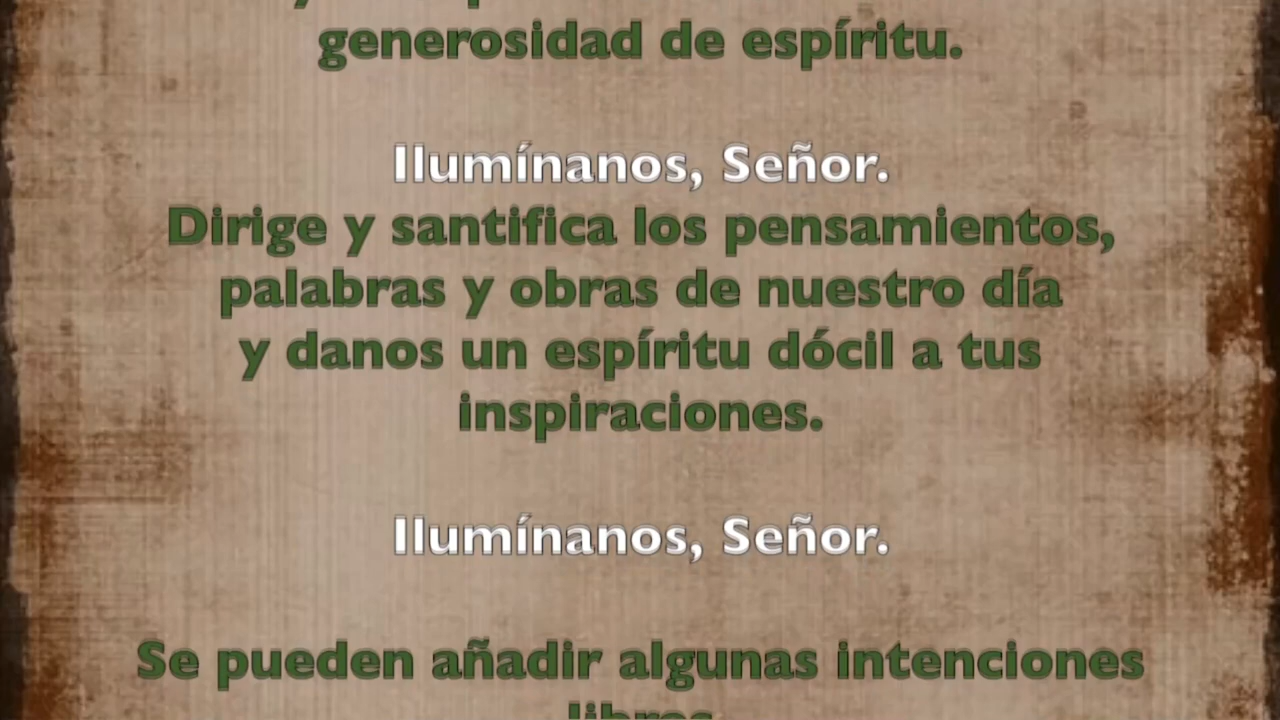 generosidad de espíritu.
Ilumínanos, Señor.
Dirige y santifica los pensamientos,
palabras y obras de nuestro día
y danos un espíritu dócil a tus
inspiraciones.
Ilumínanos, Señor.
Se pueden añadir algunas intenciones
libres.